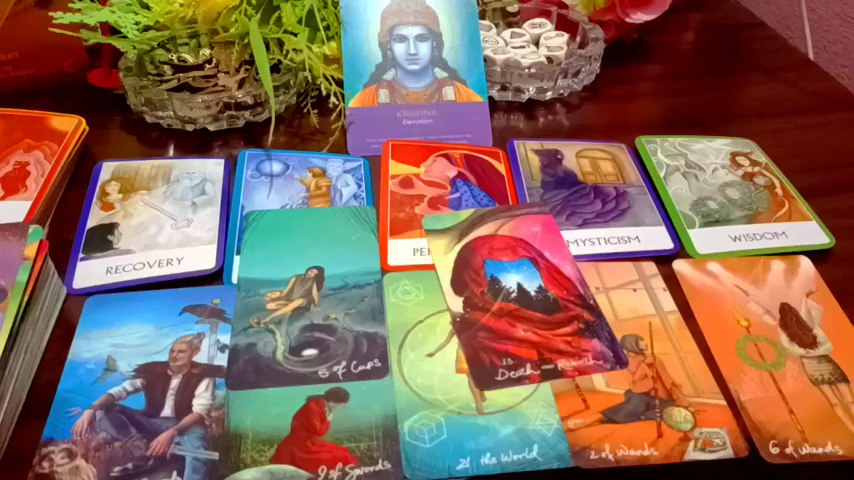 KRISHNA
Devotion
RECOVERY
MYSTICISM
WISDOM
5 of Cups
13
Death - Rebirth
9 of Swords
21 the World
2 of Wands
6 of Wands